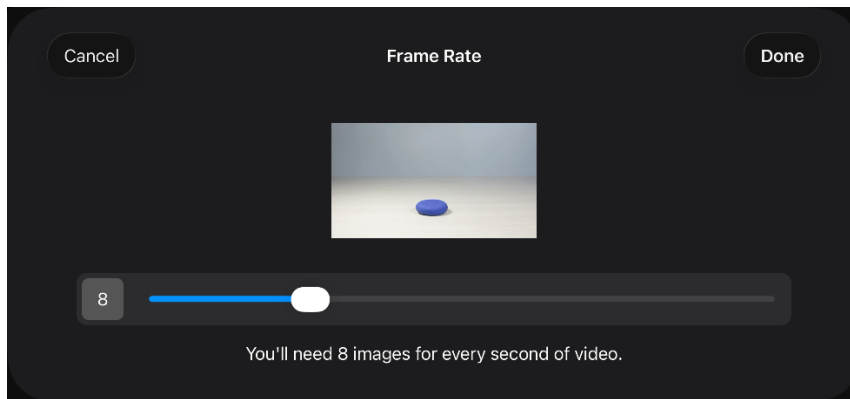 Cancel
Frame Rate
Done
8
You'll need 8 images for every second of video.